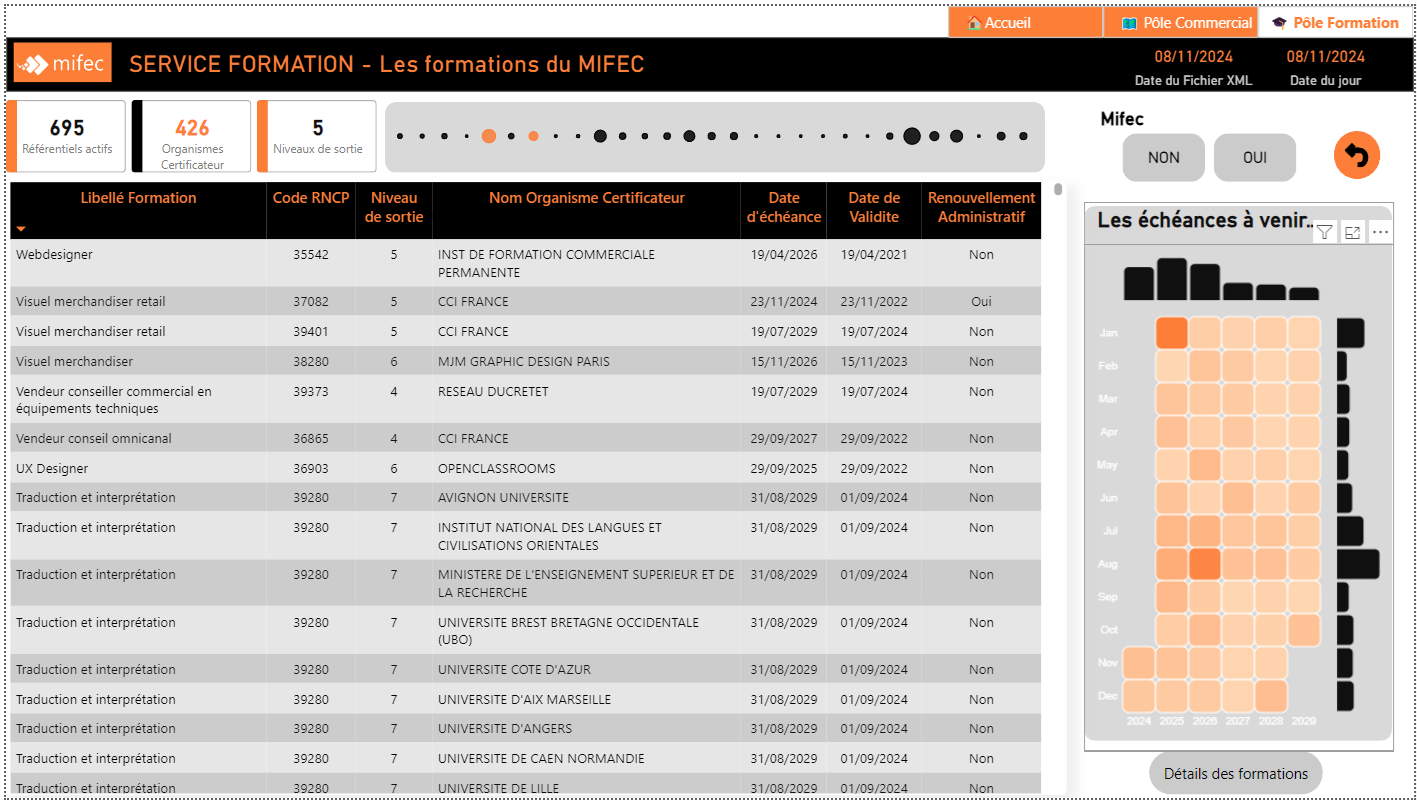 Accueil
Pôle Commercial
Pôle Formation
mifec
SERVICE FORMATION - Les formations du MIFEC
08/11/2024
Date du Fichier XML
08/11/2024
Date du jour
695
Référentiels actifs
426
Organismes
Certificateur
5
Niveaux de sortie
Mifec
NON
OUI
Libellé Formation Code RNCP Niveau de sortie Nom Organisme Certificateur Date d'échéance Date de Validite Renouvellement Administratif
Webdesigner 35542 5 INST DE FORMATION COMMERCIALE 19/04/2026 19/04/2021 Non
PERMANENTE
Visuel merchandiser retail 37082 5 CCI FRANCE 23/11/2024 23/11/2022 Oui
Visuel merchandiser retail 39401 5 CCI FRANCE 19/07/2029 19/07/2024 Non
Visuel merchandiser 38280 6 MJM GRAPHIC DESIGN PARIS 15/11/2026 15/11/2023 Non
Vendeur conseiller commercial en 39373 4 RESEAU DUCRETET 19/07/2029 19/07/2024 Non
équipements techniques
Vendeur conseil omnicanal 36865 4 CCI FRANCE 29/09/2027 29/09/2022 Non
UX Designer 36903 6 OPENCLASSROOMS 29/09/2025 29/09/2022 Non
Traduction et interprétation 39280 7 AVIGNON UNIVERSITE 31/08/2029 01/09/2024 Non
Traduction et interprétation 39280 7 INSTITUT NATIONAL DES LANGUES ET 31/08/2029 01/09/2024 Non
CIVILISATIONS ORIENTALES
Traduction et interprétation 39280 7 MINISTERE DE L'ENSEIGNEMENT SUPERIEUR ET DE 31/08/2029 01/09/2024 Non
LA RECHERCHE
Traduction et interprétation 39280 7 UNIVERSITE BREST BRETAGNE OCCIDENTALE 31/08/2029 01/09/2024 Non
(UBO)
Traduction et interprétation 39280 7 UNIVERSITE COTE D'AZUR 31/08/2029 01/09/2024 Non
Traduction et interprétation 39280 7 UNIVERSITE D'AIX MARSEILLE 31/08/2029 01/09/2024 Non
Traduction et interprétation 39280 7 UNIVERSITE D'ANGERS 31/08/2029 01/09/2024 Non
Traduction et interprétation 39280 7 UNIVERSITE DE CAEN NORMANDIE 31/08/2029 01/09/2024 Non
Traduction et interprétation 39280 7 UNIVERSITE DE LILLE 31/08/2029 01/09/2024 Non
Les échéances à venir...
Jan
Feb
Mar
Apr
May
Jun
Jul
Aug
Sep
Oct
Nov
Dec
2024 2025 2026 2027 2028 2029
Détails des formations